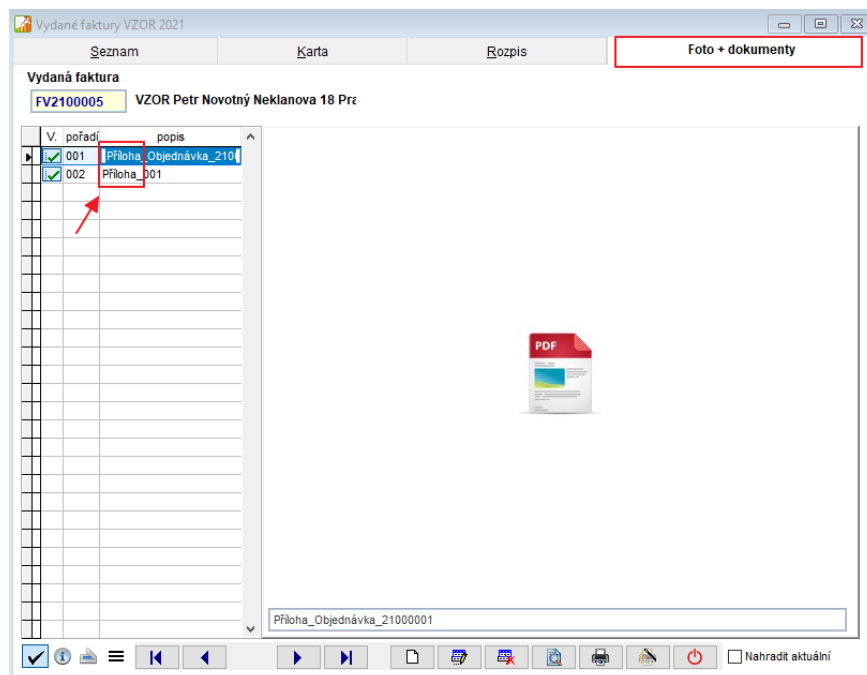 Vydané faktury VZOR 2021
Seznam Karta Rozpis Foto + dokumenty
Vydaná faktura
FV2100005 VZOR Petr Novotný Neklanova 18 Pra
V. pořadí popis
001 Příloha_Objednávka_210
002 Příloha_001
PDF
Příloha_Objednávka_21000001
Nahradit aktuální